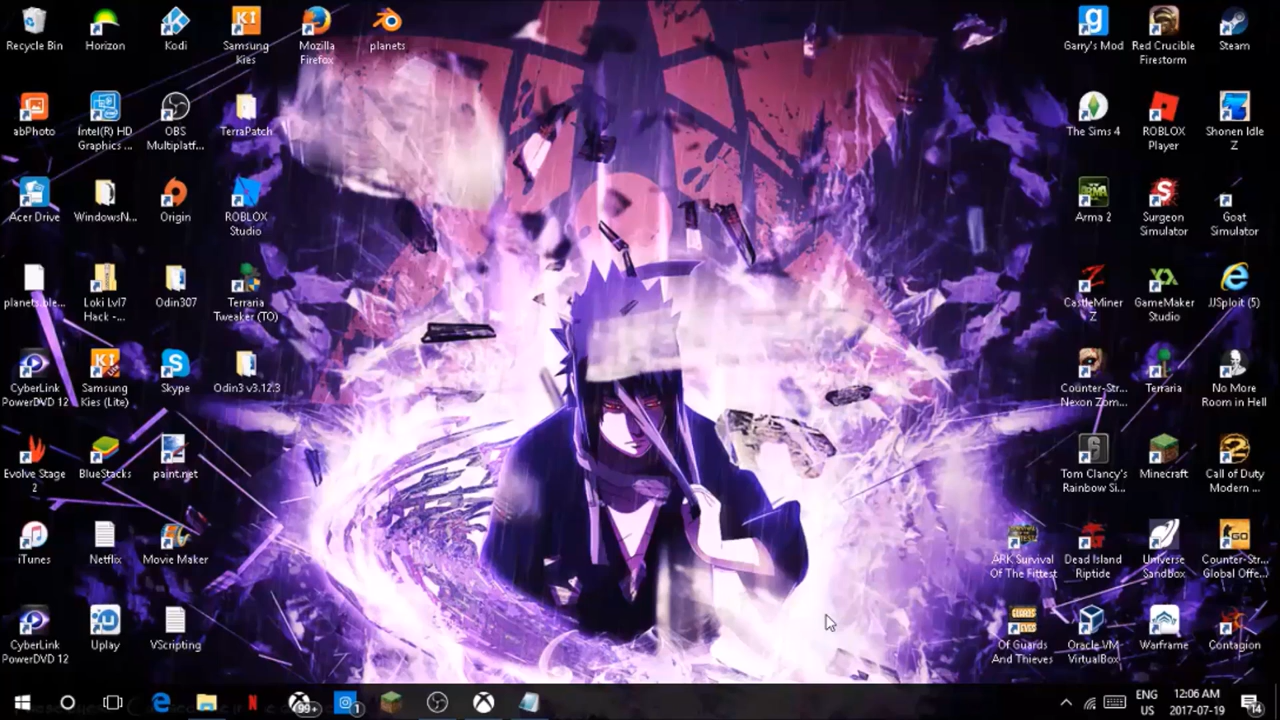 Recycle Bin
Horizon
Kodi
Samsung
Kies
Mozilla
Firefox
planets
Garry's Mod
Red Crucible
Firestorm
Steam
abPhoto
Intel(R) HD
Graphics ...
OBS
Multiplatf...
TerraPatch
The Sims 4
ROBLOX
Player
Shonen Idle
Z
Acer Drive
WindowsN...
Origin
ROBLOX
Studio
Arma 2
Surgeon
Simulator
Goat
Simulator
planets.ble...
Loki Lvl7
Hack -...
Odin307
Terraria
Tweaker (TO)
CastleMiner
Z
GameMaker
Studio
JJSploit (5)
CyberLink
PowerDVD 12
Samsung
Kies (Lite)
Skype
Odin3 v3.12.3
Counter-Str...
Nexon Zom...
Terraria
No More
Room in Hell
Evolve Stage
2
BlueStacks
paint.net
Tom Clancy's
Rainbow Si...
Minecraft
Call of Duty
Modern ...
iTunes
Netflix
Movie Maker
ARK Survival
Of The Fittest
Dead Island
Riptide
Universe
Sandbox
Counter-Str...
Global Offe...
CyberLink
PowerDVD 12
Uplay
VScripting
Of Guards
And Thieves
Oracle VM
VirtualBox
Warframe
Contagion
99+
1
ENG
US
12:06 AM
2017-07-19
14